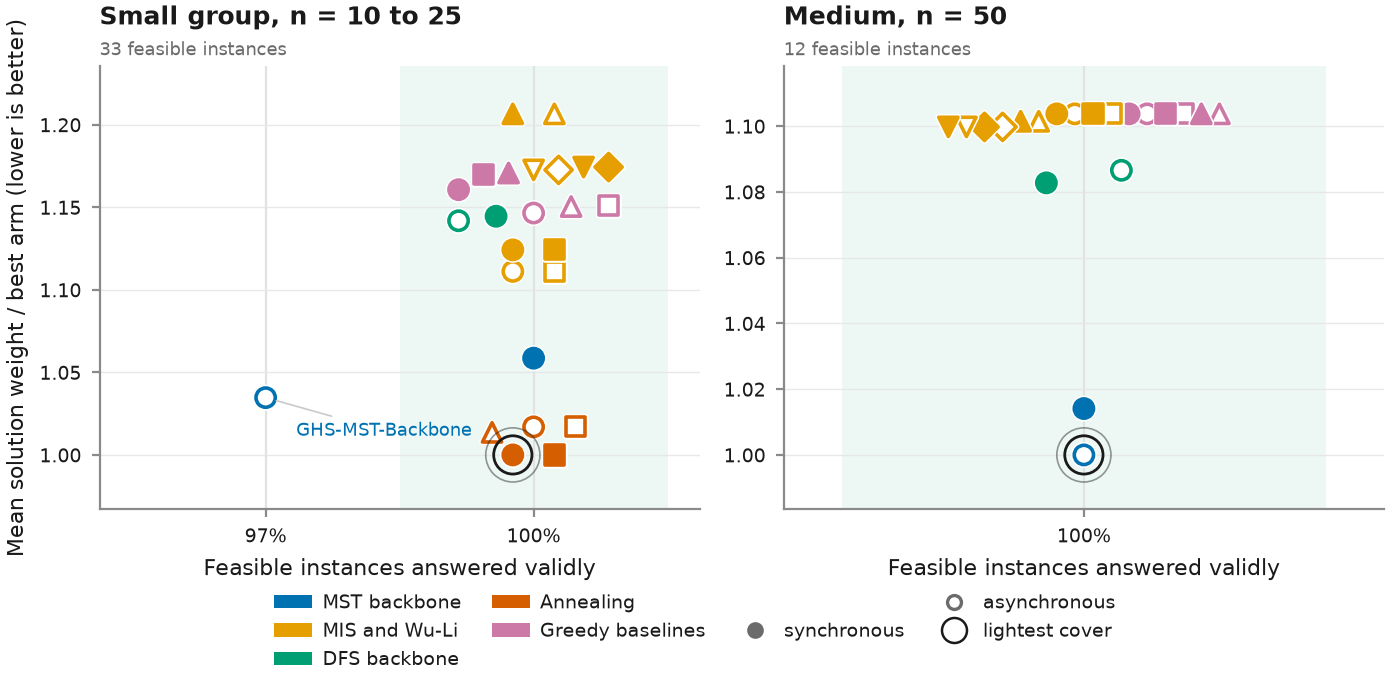 Small group, n = 10 to 25
33 feasible instances
Medium, n = 50
12 feasible instances
Mean solution weight / best arm (lower is better)
1.20
1.15
1.10
1.05
1.00
GHS-MST-Backbone
97%
100%
Feasible instances answered validly
1.10
1.08
1.06
1.04
1.02
1.00
100%
Feasible instances answered validly
MST backbone
MIS and Wu-Li
DFS backbone
Annealing
Greedy baselines
synchronous
asynchronous
lightest cover